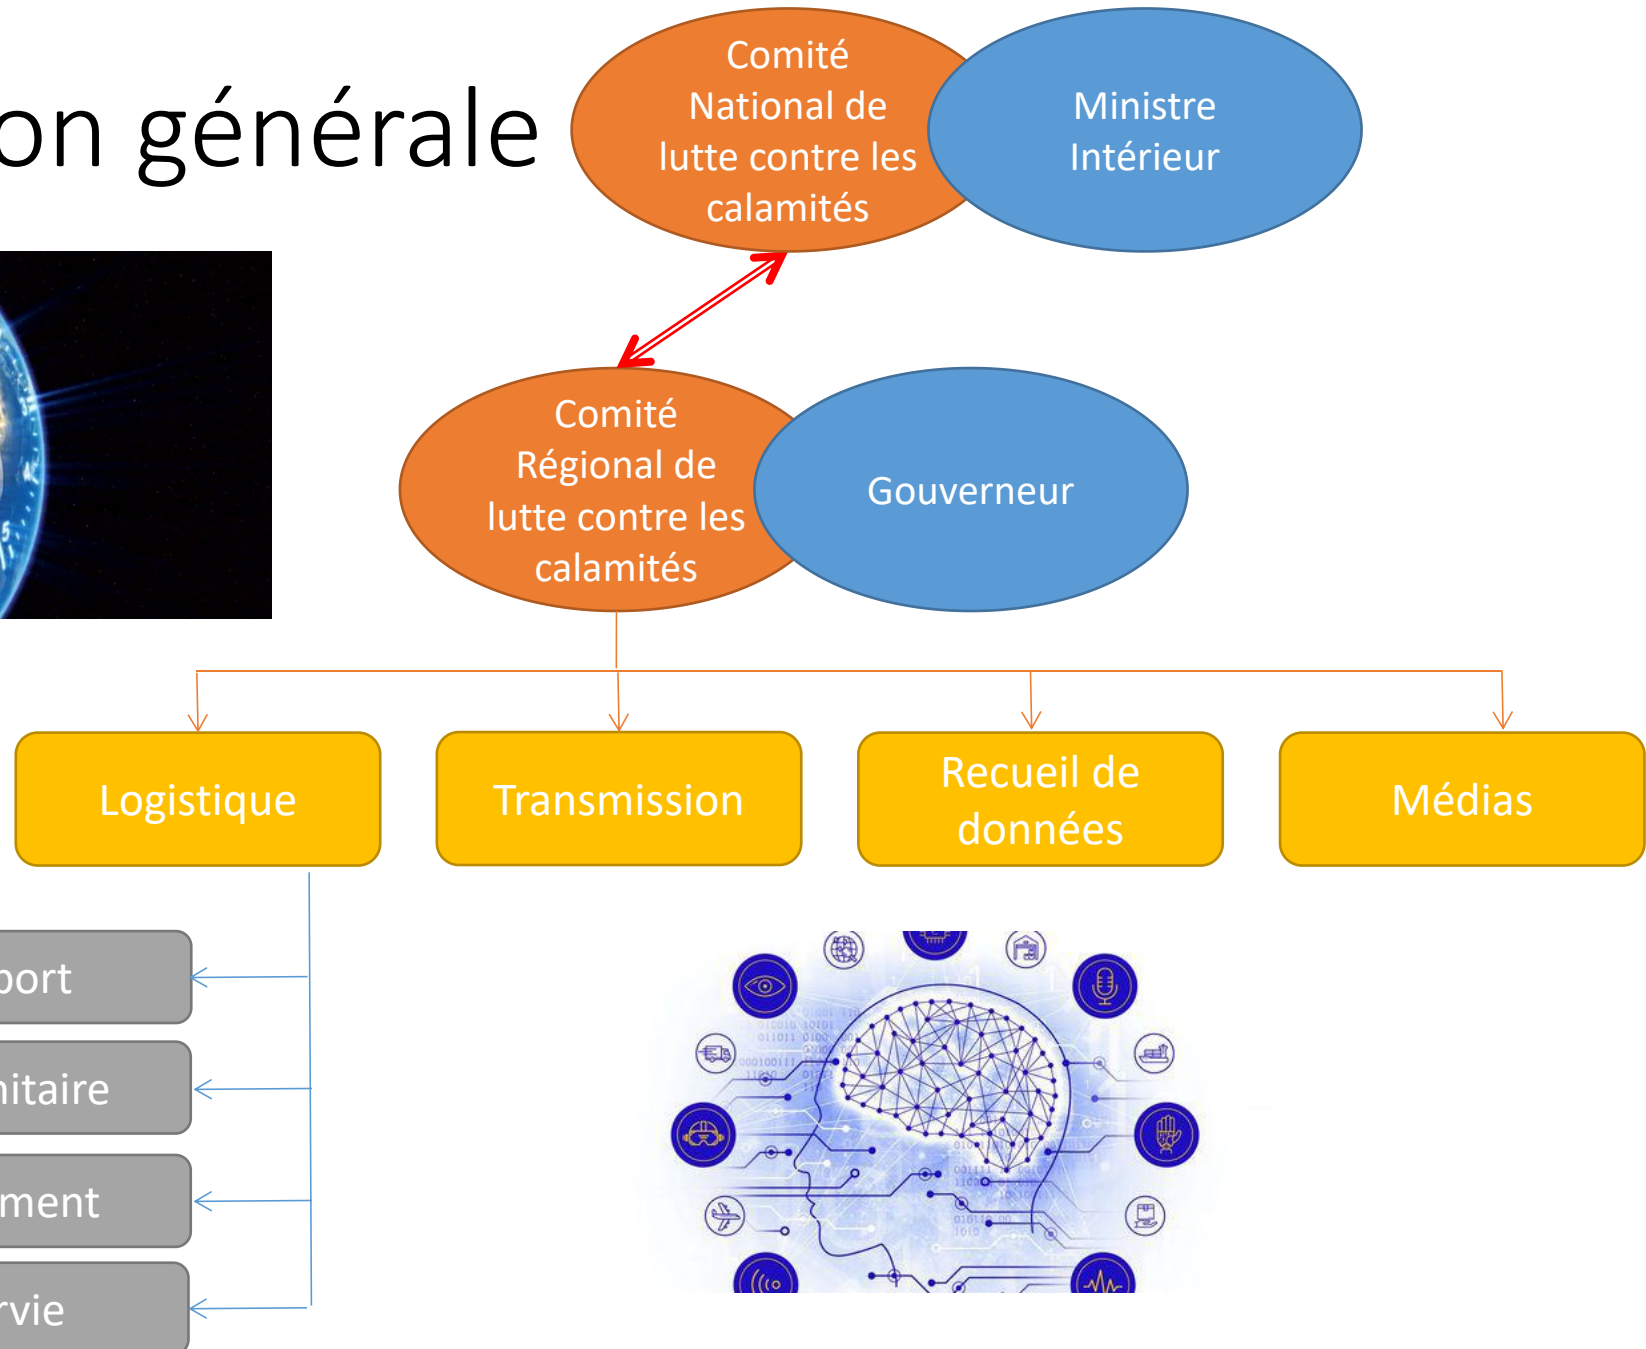 on générale
Comité
National de
lutte contre les
calamités
Ministre
Intérieur
Comité
Régional de
lutte contre les
calamités
Gouverneur
Logistique
Transmission
Recueil de
données
Médias
port
nitaire
ment
rvie